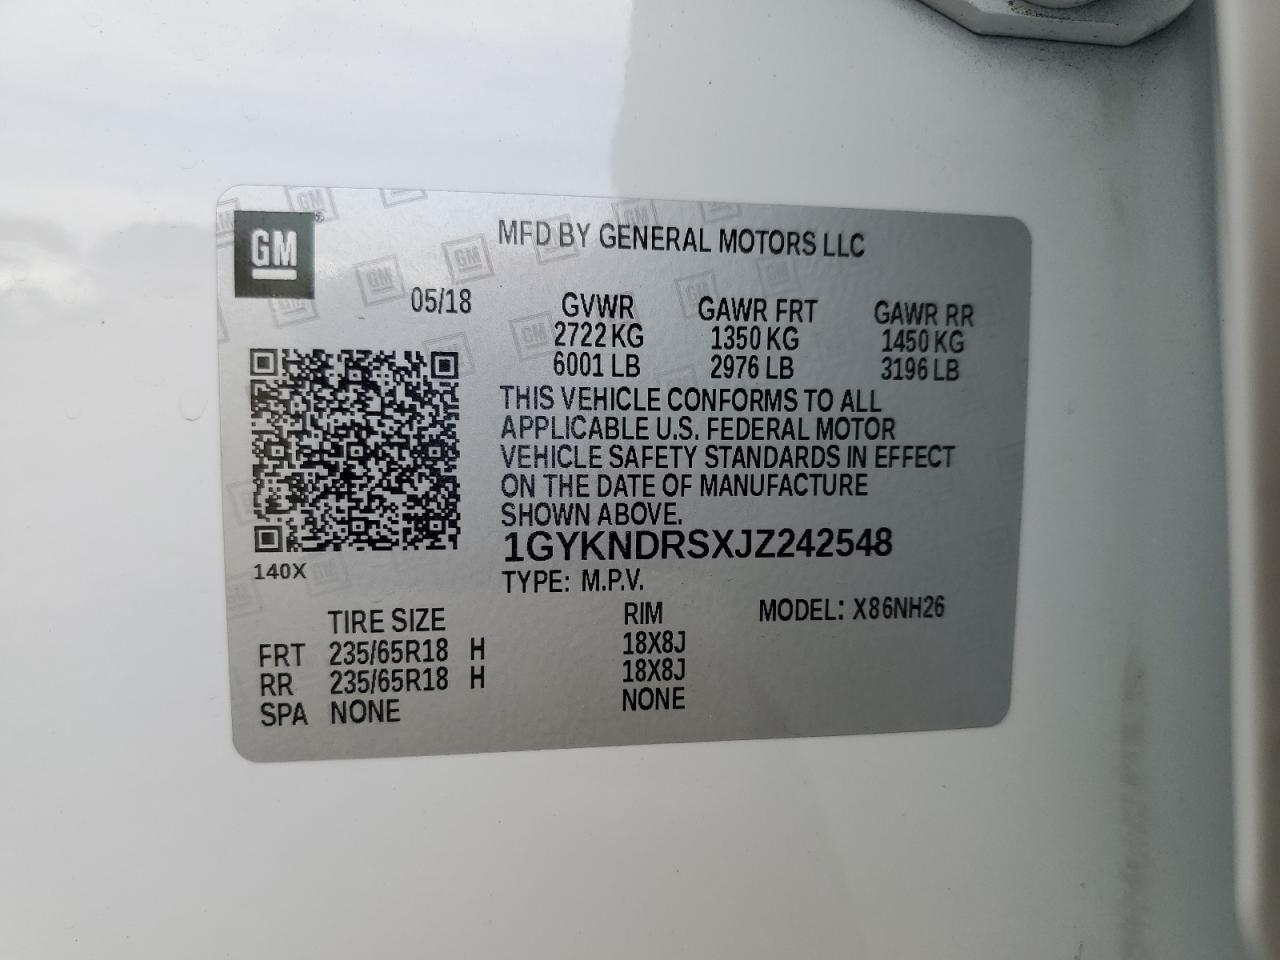 GM
MFD BY GENERAL MOTORS LLC
05/18 GVWR GAWR FRT GAWR RR
2722 KG 1350 KG 1450 KG
6001 LB 2976 LB 3196 LB
THIS VEHICLE CONFORMS TO ALL
APPLICABLE U.S. FEDERAL MOTOR
VEHICLE SAFETY STANDARDS IN EFFECT
ON THE DATE OF MANUFACTURE
SHOWN ABOVE.
1GYKNDRSXJZ242548
140X
TYPE: M.P.V.
TIRE SIZE RIM MODEL: X86NH26
FRT 235/65R18 H 18X8J
RR 235/65R18 H 18X8J
SPA NONE NONE